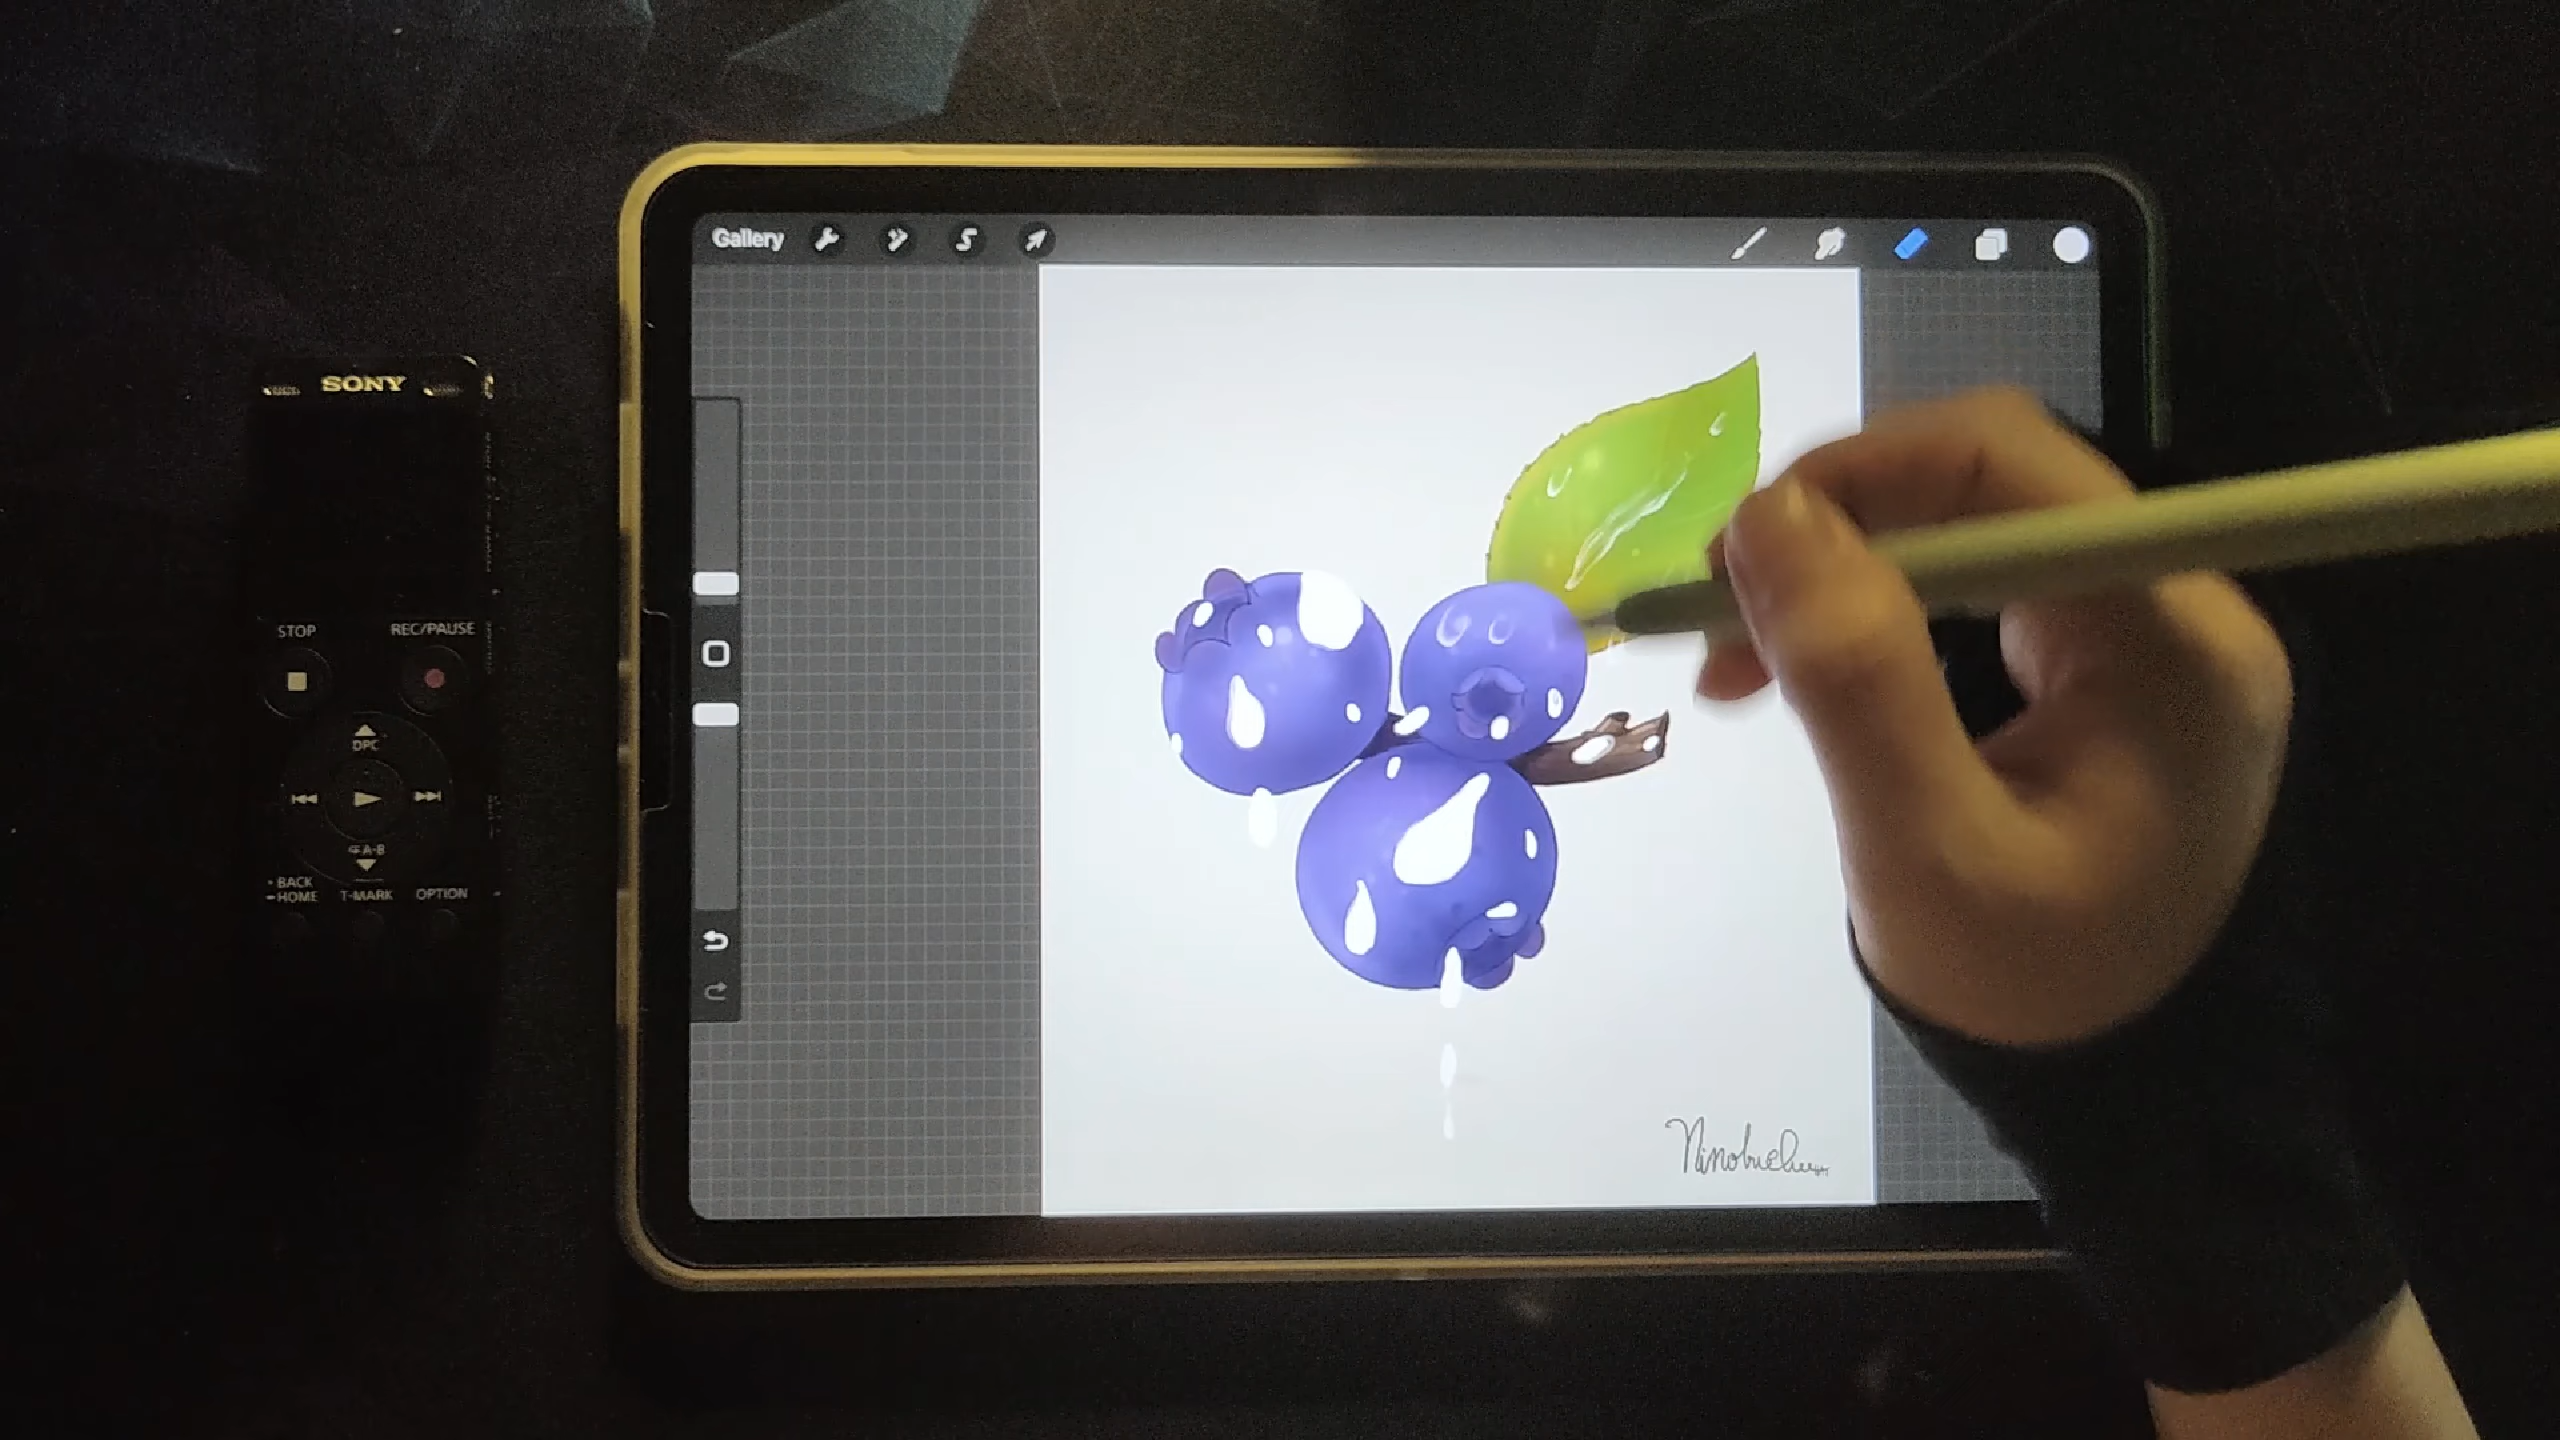 Gallery
SONY
STOP
REC/PAUSE
DPC
A-B
BACK
HOME
T-MARK
OPTION